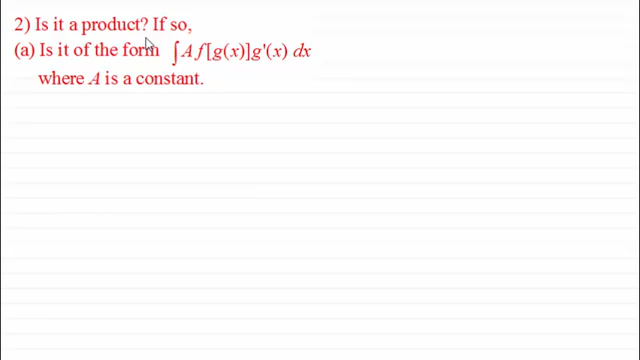 2) Is it a product? If so,
(a) Is it of the form ∫ A f[g(x)]g'(x) dx
where A is a constant.